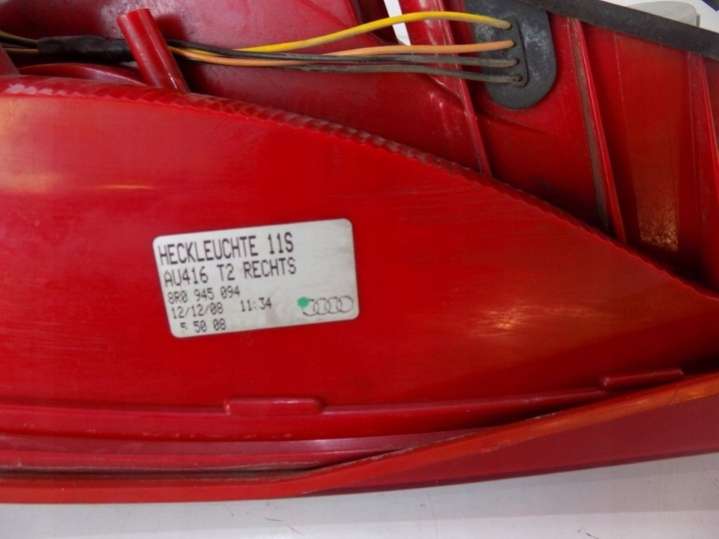 HECKLEUCHTE 11S
AU416 T2 RECHTS
8R0 945 094
12/12/08 11:34
5 50 08